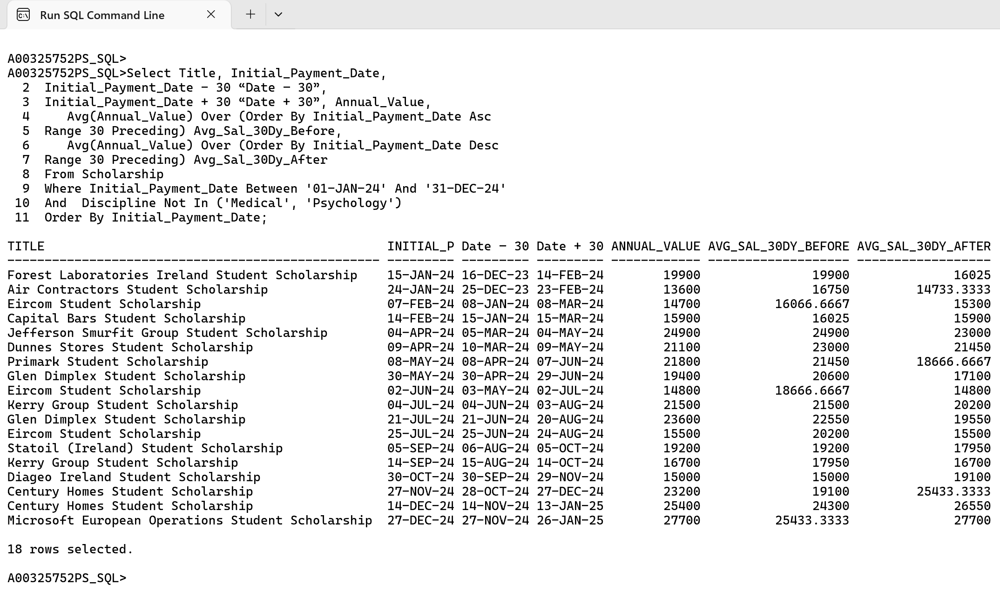 Run SQL Command Line
A00325752PS_SQL>
A00325752PS_SQL>Select Title, Initial_Payment_Date,
  2  Initial_Payment_Date - 30 “Date - 30”,
  3  Initial_Payment_Date + 30 “Date + 30”, Annual_Value,
  4     Avg(Annual_Value) Over (Order By Initial_Payment_Date Asc
  5  Range 30 Preceding) Avg_Sal_30Dy_Before,
  6     Avg(Annual_Value) Over (Order By Initial_Payment_Date Desc
  7  Range 30 Preceding) Avg_Sal_30Dy_After
  8  From Scholarship
  9  Where Initial_Payment_Date Between '01-JAN-24' And '31-DEC-24'
 10  And  Discipline Not In ('Medical', 'Psychology')
 11  Order By Initial_Payment_Date;
TITLE INITIAL_P Date - 30 Date + 30 ANNUAL_VALUE AVG_SAL_30DY_BEFORE AVG_SAL_30DY_AFTER
-------------------------------------------------- --------- --------- --------- ------------ ------------------- ------------------
Forest Laboratories Ireland Student Scholarship 15-JAN-24 16-DEC-23 14-FEB-24 19900 19900 16025
Air Contractors Student Scholarship 24-JAN-24 25-DEC-23 23-FEB-24 13600 16750 14733.3333
Eircom Student Scholarship 07-FEB-24 08-JAN-24 08-MAR-24 14700 16066.6667 15300
Capital Bars Student Scholarship 14-FEB-24 15-JAN-24 15-MAR-24 15900 16025 15900
Jefferson Smurfit Group Student Scholarship 04-APR-24 05-MAR-24 04-MAY-24 24900 24900 23000
Dunnes Stores Student Scholarship 09-APR-24 10-MAR-24 09-MAY-24 21100 23000 21450
Primark Student Scholarship 08-MAY-24 08-APR-24 07-JUN-24 21800 21450 18666.6667
Glen Dimplex Student Scholarship 30-MAY-24 30-APR-24 29-JUN-24 19400 20600 17100
Eircom Student Scholarship 02-JUN-24 03-MAY-24 02-JUL-24 14800 18666.6667 14800
Kerry Group Student Scholarship 04-JUL-24 04-JUN-24 03-AUG-24 21500 21500 20200
Glen Dimplex Student Scholarship 21-JUL-24 21-JUN-24 20-AUG-24 23600 22550 19550
Eircom Student Scholarship 25-JUL-24 25-JUN-24 24-AUG-24 15500 20200 15500
Statoil (Ireland) Student Scholarship 05-SEP-24 06-AUG-24 05-OCT-24 19200 19200 17950
Kerry Group Student Scholarship 14-SEP-24 15-AUG-24 14-OCT-24 16700 17950 16700
Diageo Ireland Student Scholarship 30-OCT-24 30-SEP-24 29-NOV-24 15000 15000 19100
Century Homes Student Scholarship 27-NOV-24 28-OCT-24 27-DEC-24 23200 19100 25433.3333
Century Homes Student Scholarship 14-DEC-24 14-NOV-24 13-JAN-25 25400 24300 26550
Microsoft European Operations Student Scholarship 27-DEC-24 27-NOV-24 26-JAN-25 27700 25433.3333 27700
18 rows selected.
A00325752PS_SQL>